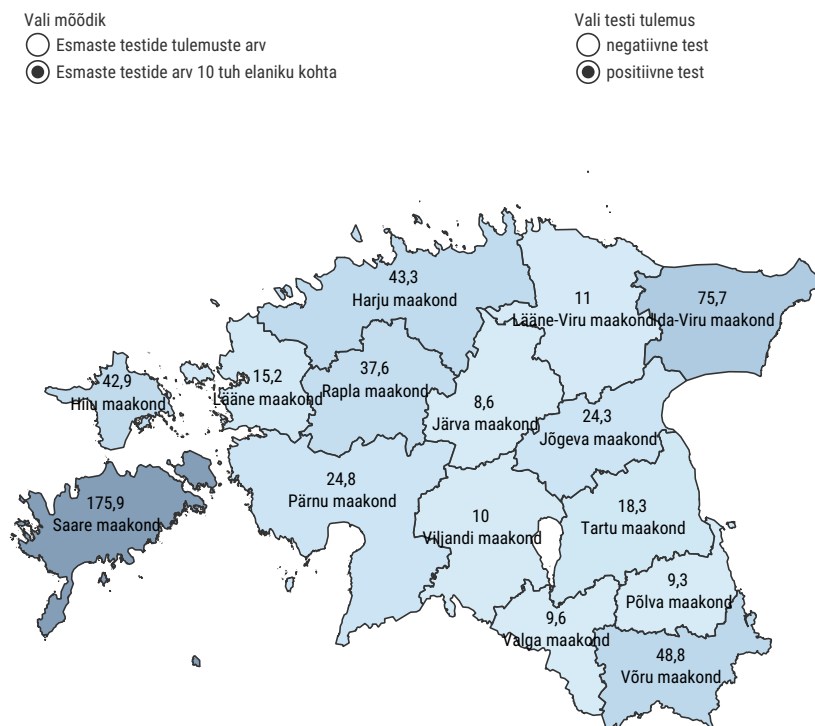 Vali mõõdik
Esmaste testide tulemuste arv
Esmaste testide arv 10 tuh elaniku kohta
Vali testi tulemus
negatiivne test
positiivne test
43,3
Harju maakond
11
Lääne-Viru maakond
75,7
Ida-Viru maakond
42,9
Hiiu maakond
15,2
Lääne maakond
37,6
Rapla maakond
8,6
Järva maakond
24,3
Jõgeva maakond
175,9
Saare maakond
24,8
Pärnu maakond
10
Viljandi maakond
18,3
Tartu maakond
9,3
Põlva maakond
9,6
Valga maakond
48,8
Võru maakond